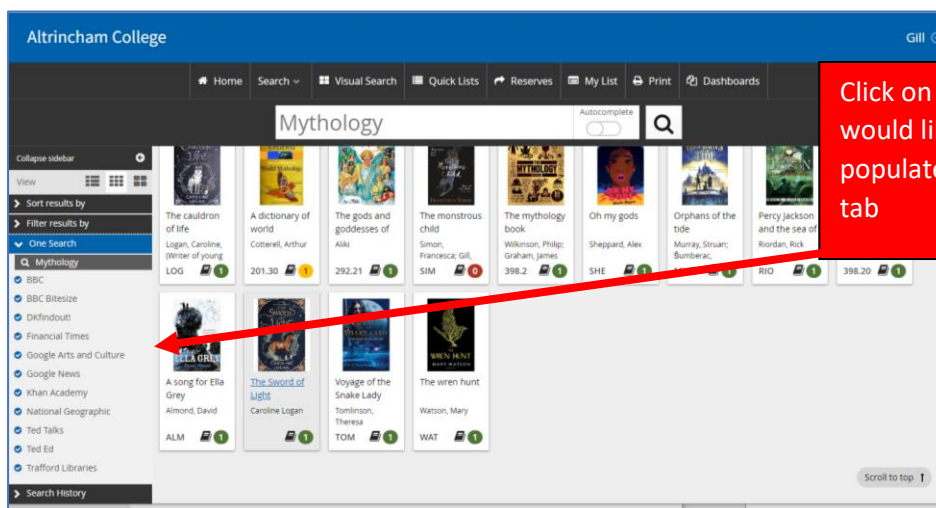 Altrincham College
Gill
Home Search Visual Search Quick Lists Reserves My List Print Dashboards
Mythology
Autocomplete
Click on
would li
populate
tab
Collapse sidebar
View
Sort results by
Filter results by
One Search
Mythology
BBC
BBC Bitesize
DKfindout!
Financial Times
Google Arts and Culture
Google News
Khan Academy
National Geographic
Ted Talks
Ted Ed
Trafford Libraries
Search History
The cauldron
of life
Logan, Caroline,
(Writer of young
LOG 1
A dictionary of
world
Cotterell, Arthur
201.30 1
The gods and
goddesses of
Aliki
292.21 1
The monstrous
child
Simon,
Francesca; Gill,
SIM 0
MYTHOLOGY
The mythology
book
Wilkinson, Philip;
Graham, James
398.2 1
Oh my gods
Sheppard, Alex
SHE 1
Orphans of the
tide
Murray, Struan;
1
Percy Jackson
and the sea of
Riordan, Rick
RIO 1
398.20 1
ELLA GREY
A song for Ella
Grey
Almond, David
ALM 1
The Sword of
Light
Caroline Logan
1
Voyage of the
Snake Lady
Tomlinson,
Theresa
TOM 1
WREN HUNT
MARY WATSON
The wren hunt
Watson, Mary
WAT 1
Scroll to top